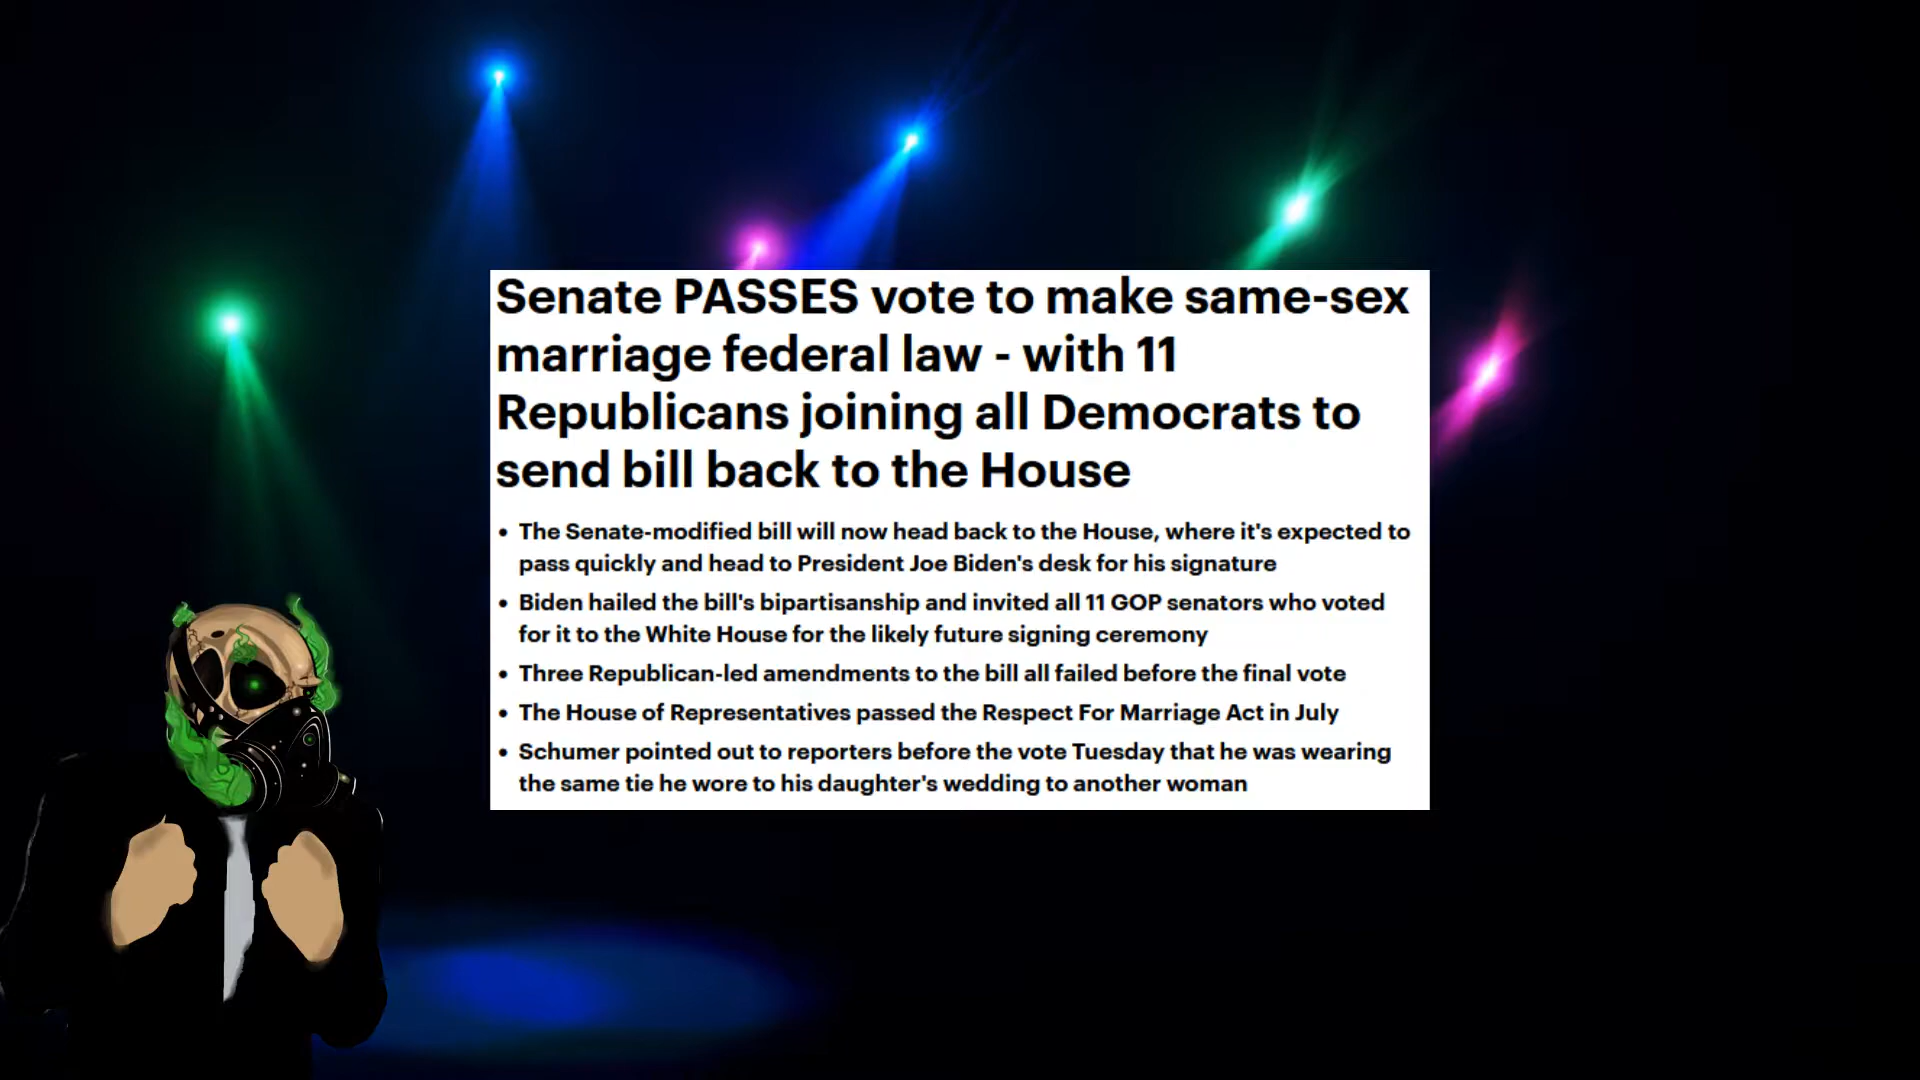 Senate PASSES vote to make same-sex
marriage federal law - with 11
Republicans joining all Democrats to
send bill back to the House
• The Senate-modified bill will now head back to the House, where it's expected to
pass quickly and head to President Joe Biden's desk for his signature
• Biden hailed the bill's bipartisanship and invited all 11 GOP senators who voted
for it to the White House for the likely future signing ceremony
• Three Republican-led amendments to the bill all failed before the final vote
• The House of Representatives passed the Respect For Marriage Act in July
• Schumer pointed out to reporters before the vote Tuesday that he was wearing
the same tie he wore to his daughter's wedding to another woman